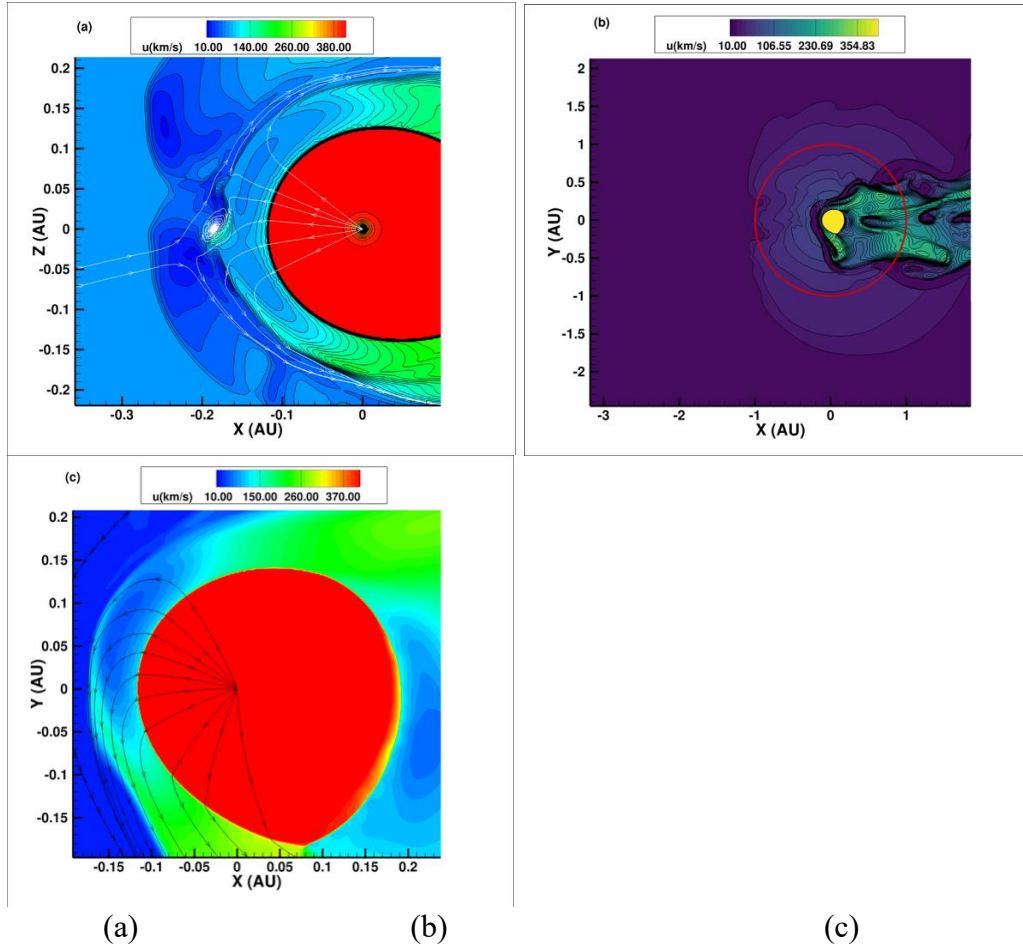 (a)
u(km/s) 10.00 140.00 260.00 380.00
0.2
0.15
0.1
0.05
0
-0.05
-0.1
-0.15
-0.2
Z (AU)
-0.3 -0.2 -0.1 0
X (AU)
(b)
u(km/s) 10.00 106.55 230.69 354.83
2
1.5
1
0.5
0
-0.5
-1
-1.5
-2
Y (AU)
-3 -2 -1 0 1
X (AU)
(c)
u(km/s) 10.00 150.00 260.00 370.00
0.2
0.15
0.1
0.05
0
-0.05
-0.1
-0.15
Y (AU)
-0.15 -0.1 -0.05 0 0.05 0.1 0.15 0.2
X (AU)
(a) (b) (c)